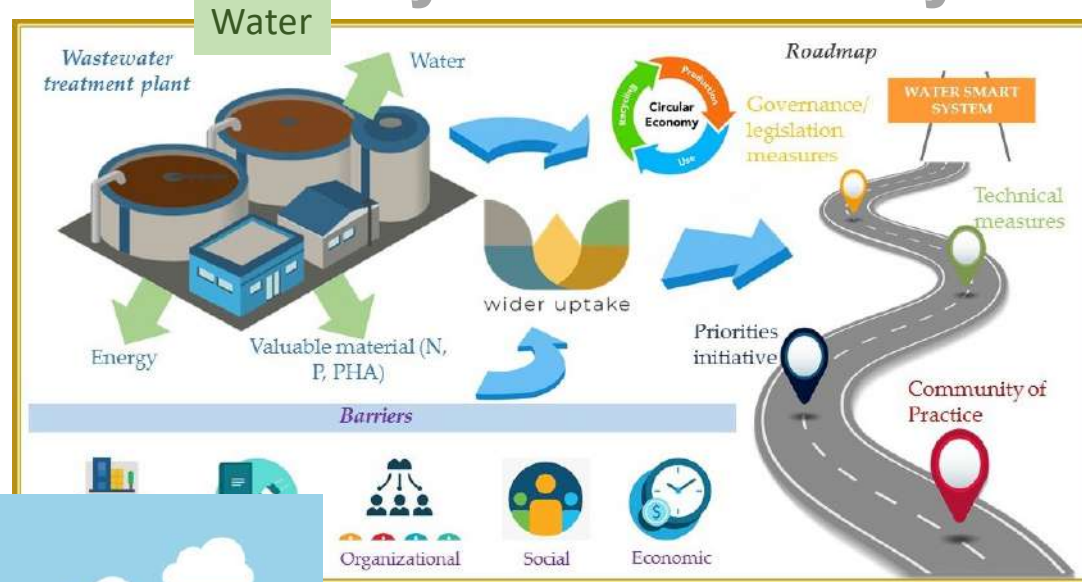 Water
Wastewater
treatment plant
Water
Energy
Valuable material (N,
P, PHA)
Recycling
Production
Use
Circular
Economy
wider uptake
Roadmap
WATER SMART
SYSTEM
Governance/
legislation
measures
Technical
measures
Priorities
initiative
Community of
Practice
Barriers
Organizational
Social
Economic